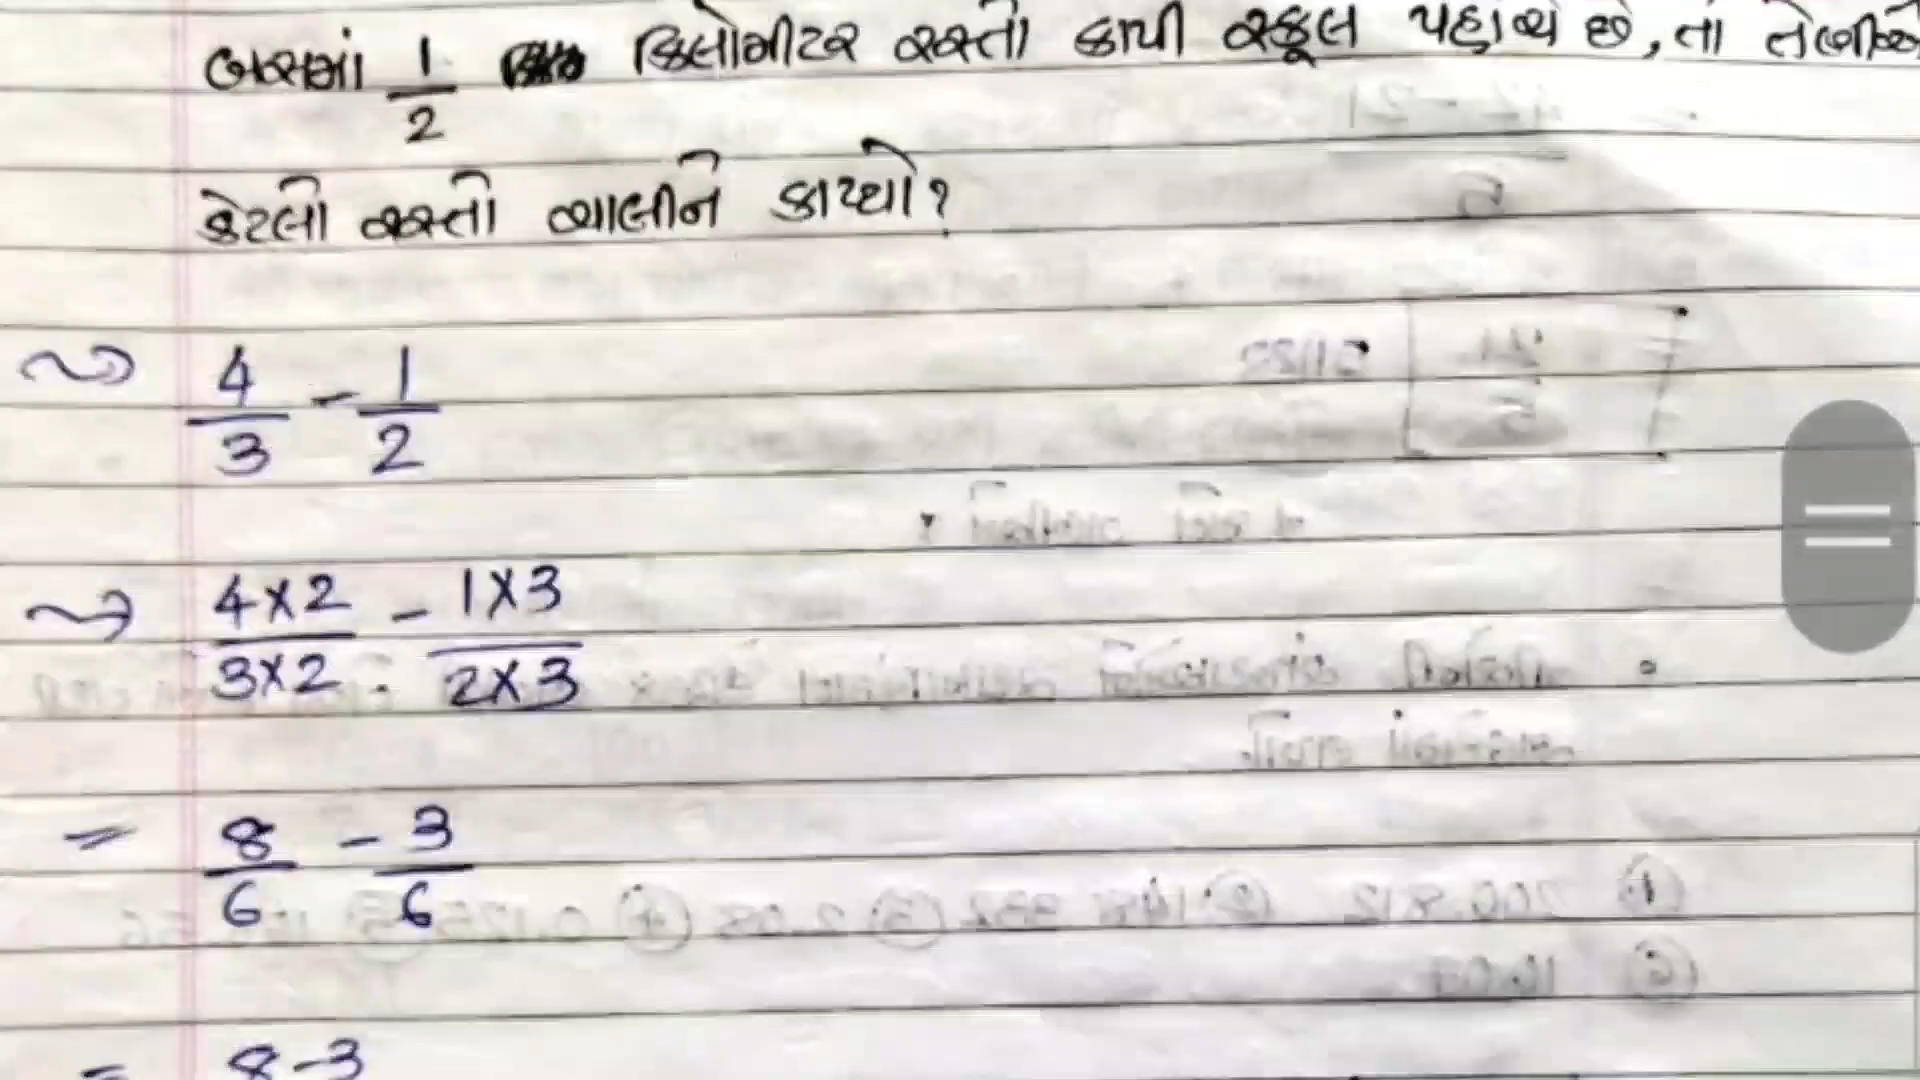 બસમાં 1/2 કિલોમીટર રસ્તો કાપી સ્કૂલ પહોંચે છે, તો તેણીએ
કેટલો રસ્તો ચાલીને કાપ્યો?
4/3 - 1/2
4×2/3×2 - 1×3/2×3
= 8/6 - 3/6
= 8-3